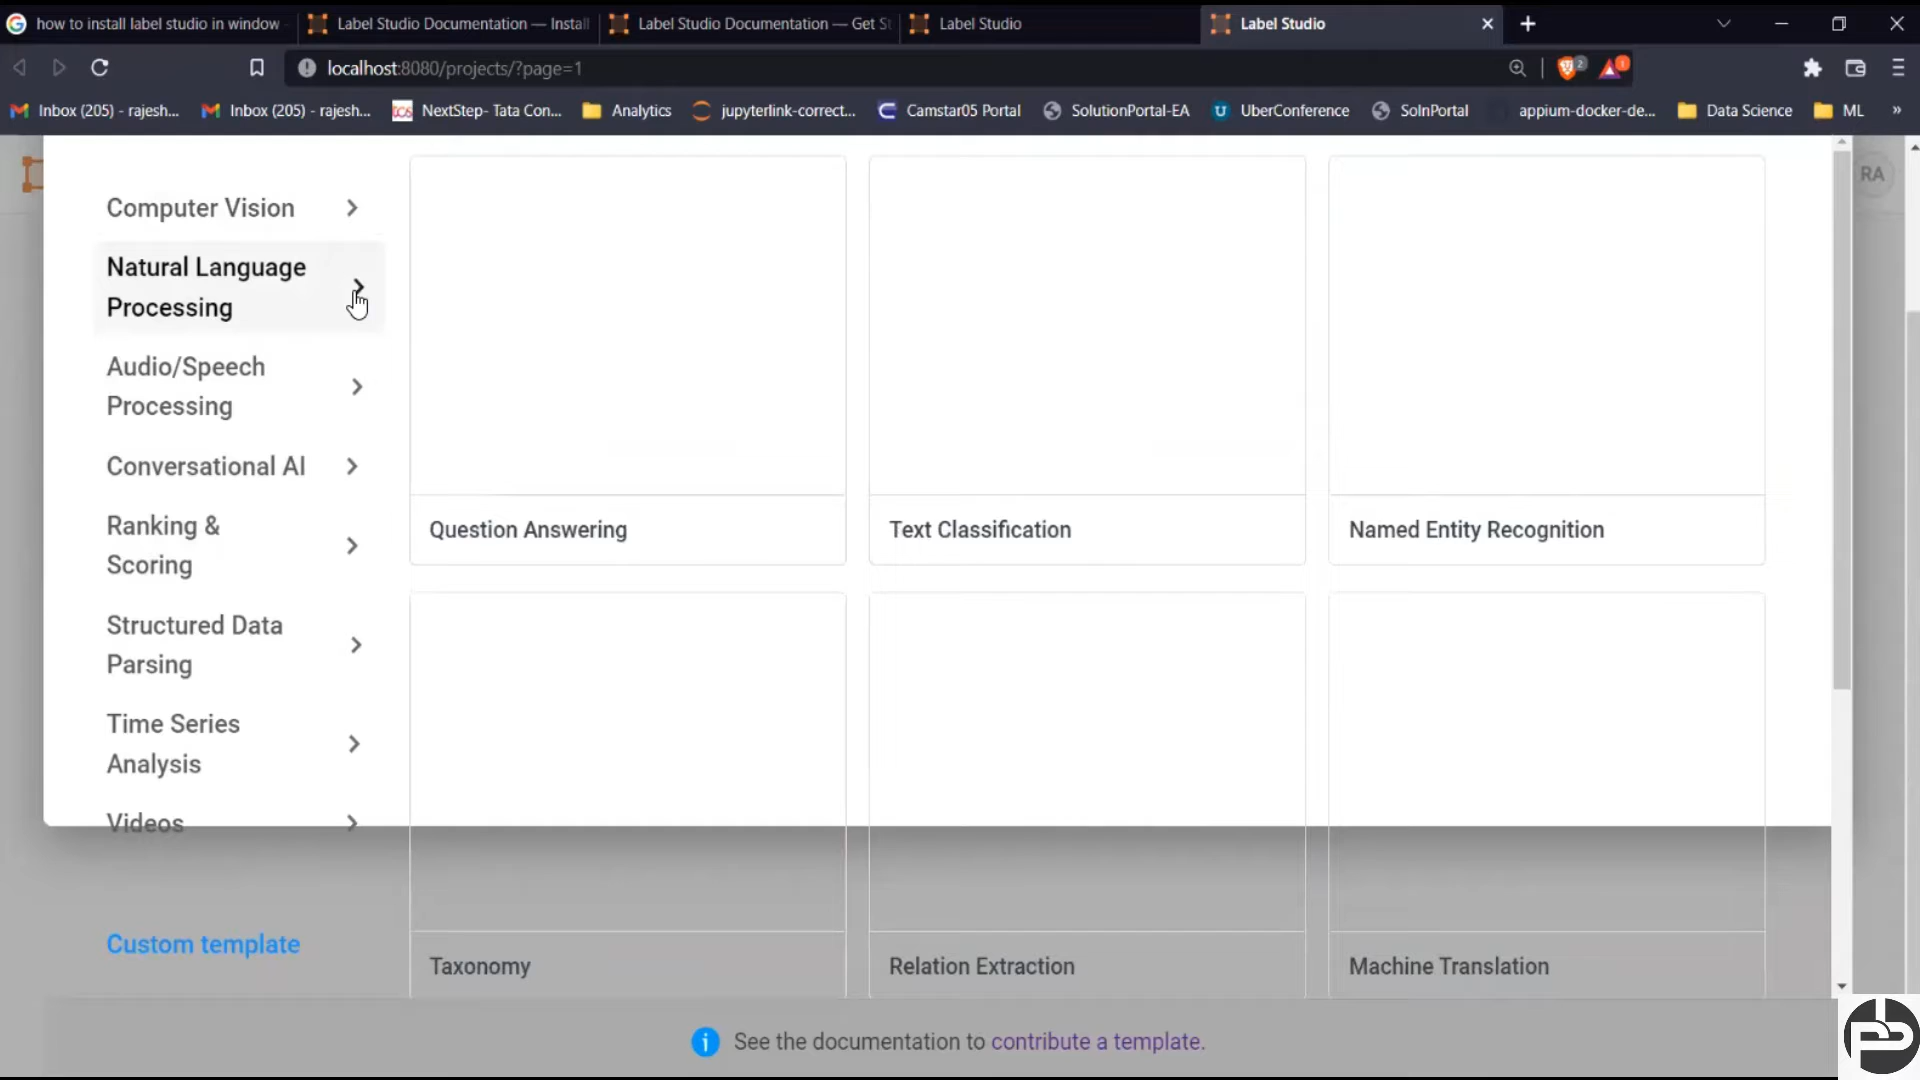 how to install label studio in window
Label Studio Documentation — Install
Label Studio Documentation — Get St
Label Studio
Label Studio
localhost:8080/projects/?page=1
2
1
Inbox (205) - rajesh...
Inbox (205) - rajesh...
NextStep- Tata Con...
Analytics
jupyterlink-correct...
Camstar05 Portal
SolutionPortal-EA
UberConference
SolnPortal
appium-docker-de...
Data Science
ML
»
RA
Computer Vision
Natural Language
Processing
Audio/Speech
Processing
Conversational AI
Ranking &
Scoring
Structured Data
Parsing
Time Series
Analysis
Videos
Custom template
Question Answering
Text Classification
Named Entity Recognition
Taxonomy
Relation Extraction
Machine Translation
See the documentation to contribute a template.